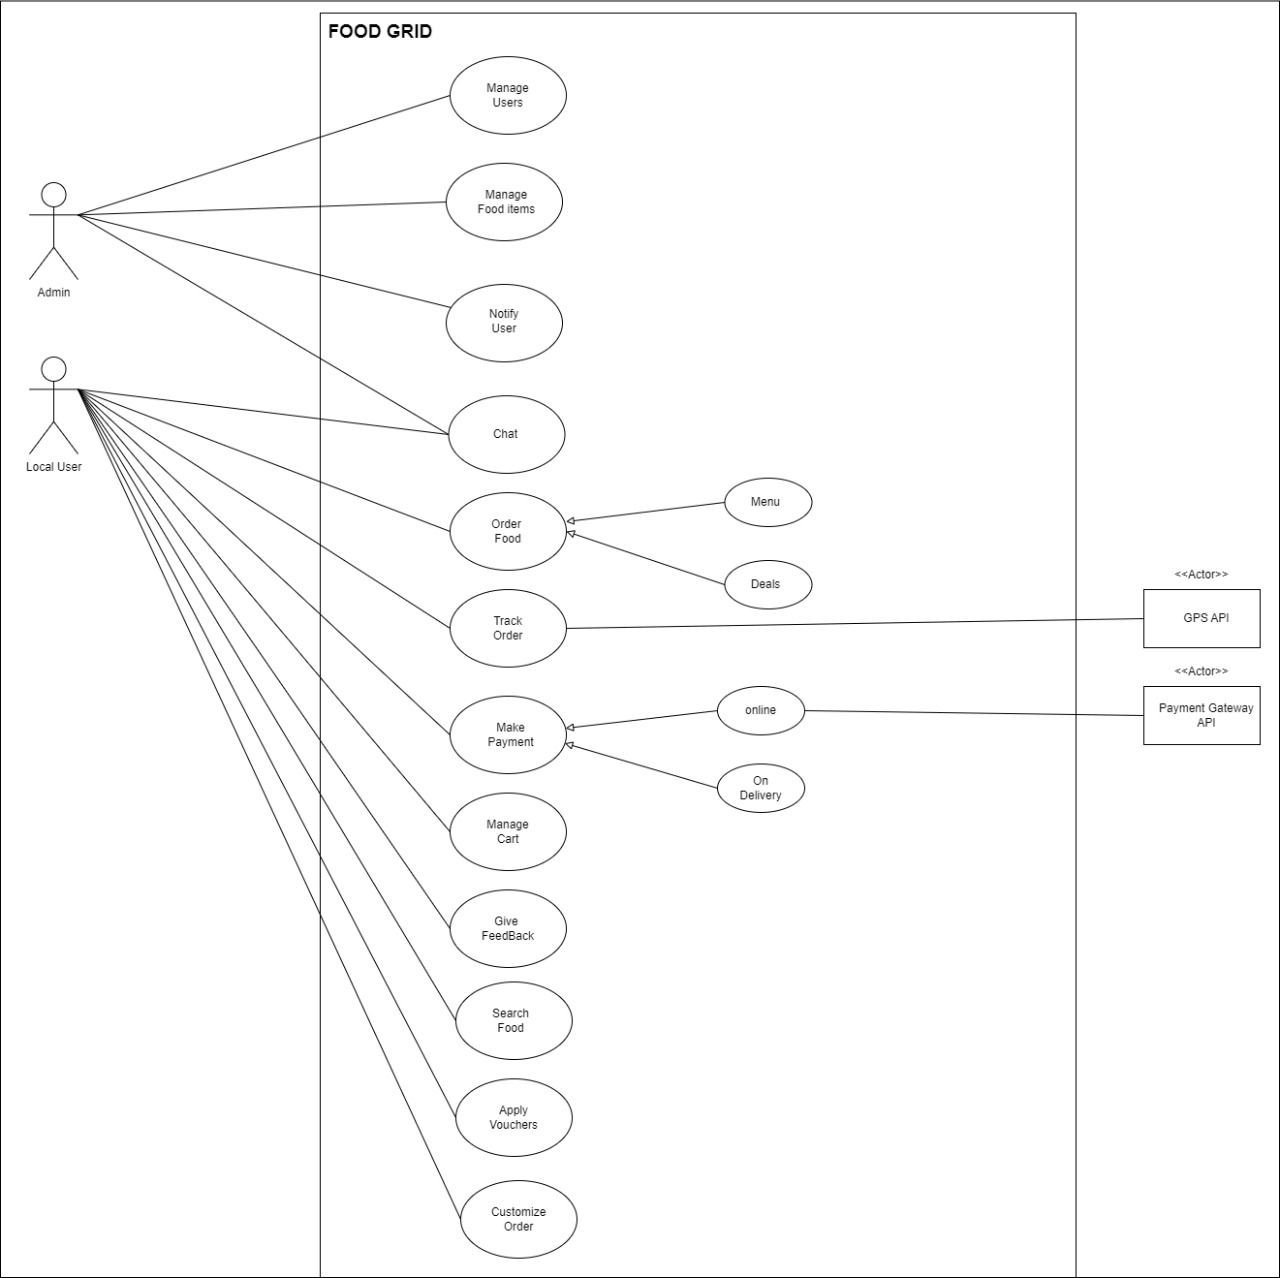 FOOD GRID
Manage
Users
Manage
Food items
Admin
Notify
User
Local User
Chat
Order
Food
Menu
Deals
Track
Order
<<Actor>>
GPS API
<<Actor>>
Payment Gateway
API
Make
Payment
online
On
Delivery
Manage
Cart
Give
FeedBack
Search
Food
Apply
Vouchers
Customize
Order